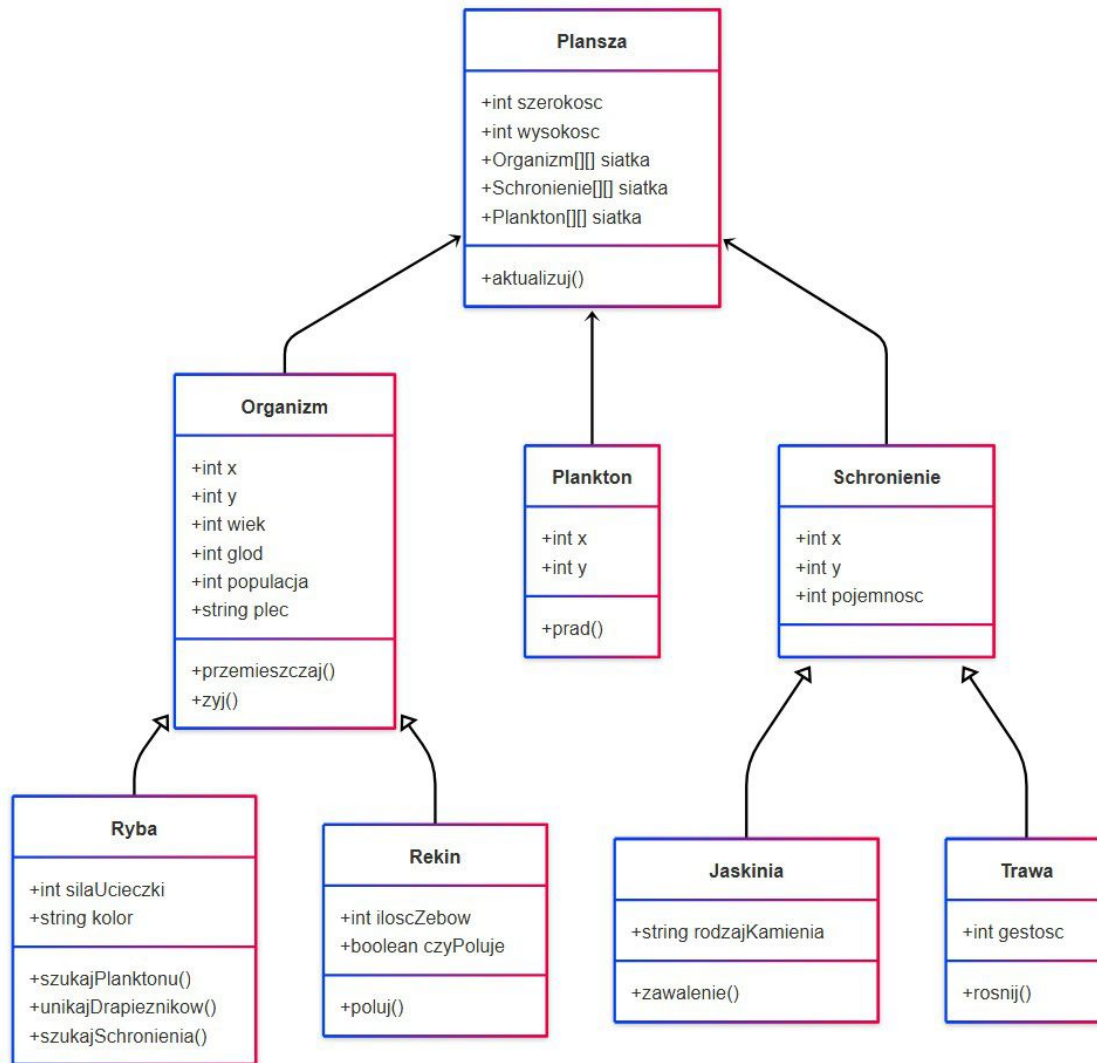 Plansza
+int szerokosc
+int wysokosc
+Organizm[][] siatka
+Schronienie[][] siatka
+Plankton[][] siatka
+aktualizuj()
Organizm
+int x
+int y
+int wiek
+int glod
+int populacja
+string plec
+przemieszczaj()
+zyj()
Plankton
+int x
+int y
+prad()
Schronienie
+int x
+int y
+int pojemnosc
Ryba
+int silaUcieczki
+string kolor
+szukajPlanktonu()
+unikajDrapieznikow()
+szukajSchronienia()
Rekin
+int iloscZebow
+boolean czyPoluje
+poluj()
Jaskinia
+string rodzajKamienia
+zawalenie()
Trawa
+int gestosc
+rosnij()